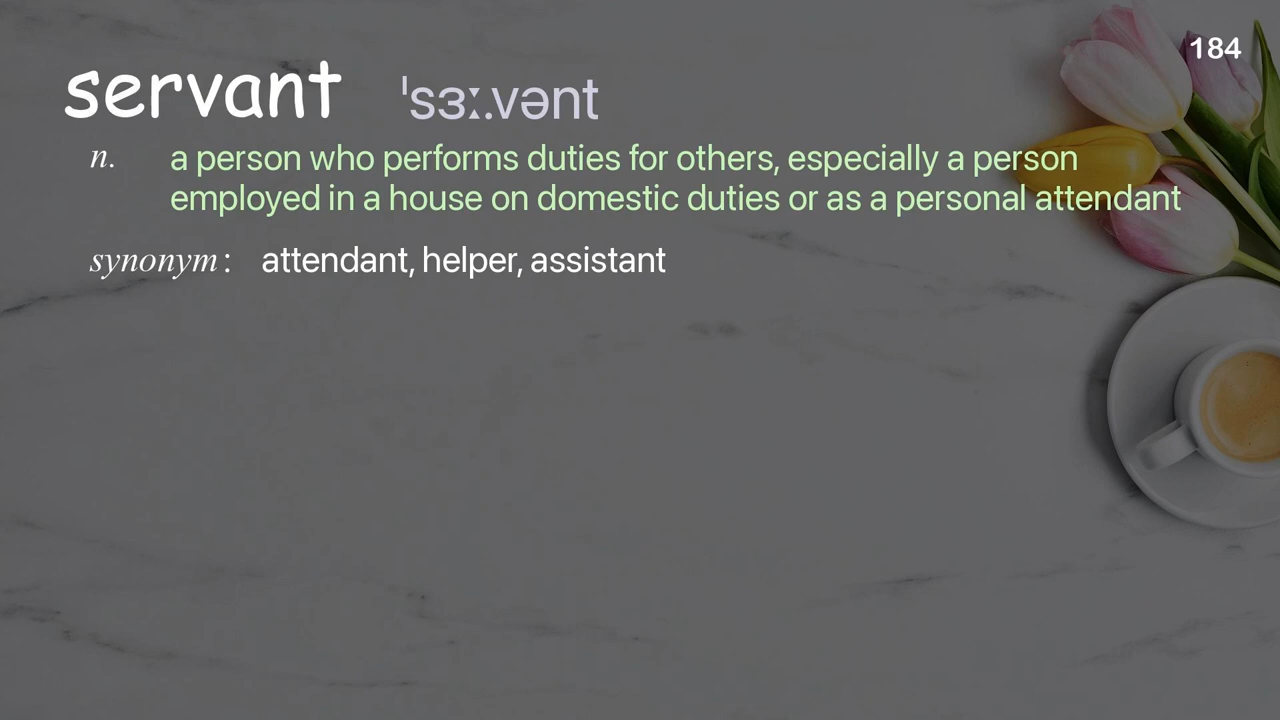 184
servant ˈsɜː.vənt
n. a person who performs duties for others, especially a person
employed in a house on domestic duties or as a personal attendant
synonym : attendant, helper, assistant